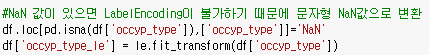 #NaN 값이 있으면 LabelEncoding이 불가하기 때문에 문자형 NaN값으로 변환
df.loc[pd.isna(df['occyp_type']),['occyp_type']]='NaN'
df['occyp_type_le'] = le.fit_transform(df['occyp_type'])